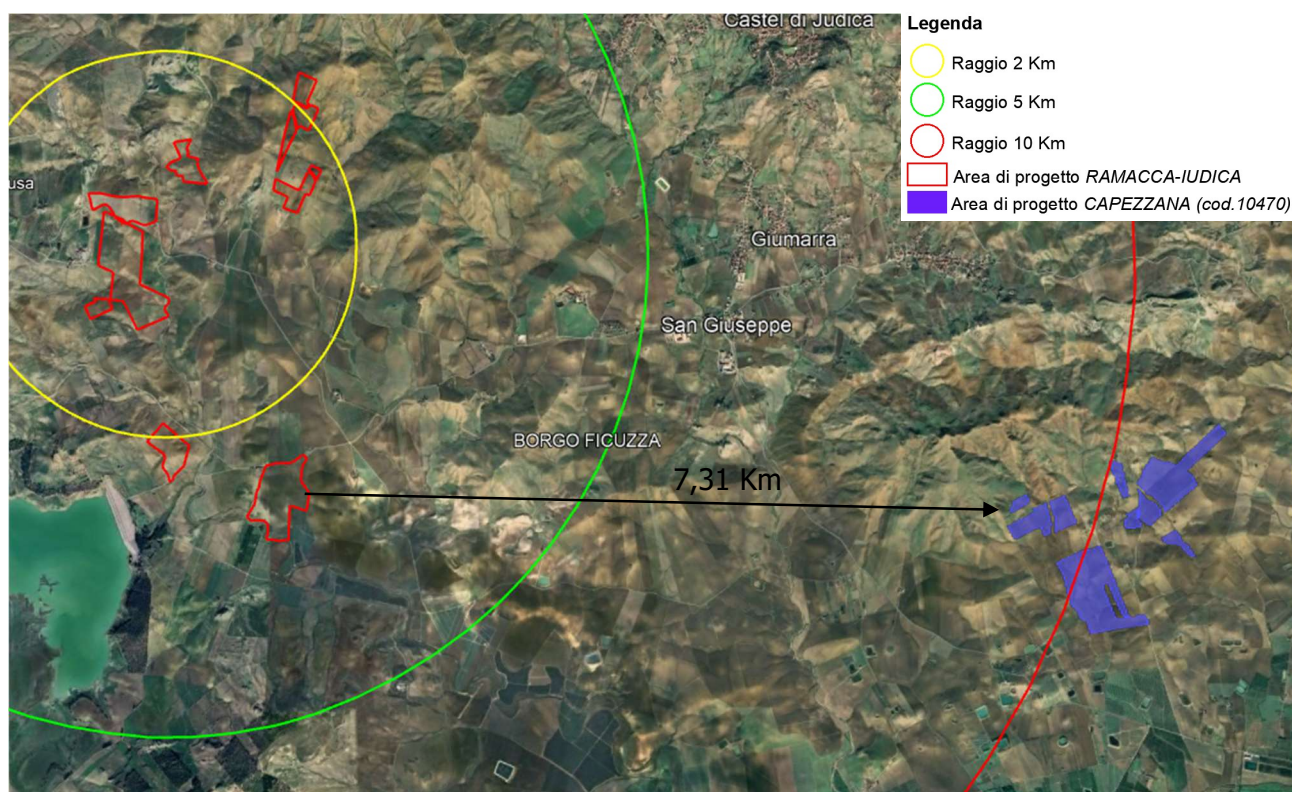 Castel di Judica
Legenda
Raggio 2 Km
Raggio 5 Km
Raggio 10 Km
Area di progetto RAMACCA-IUDICA
Area di progetto CAPEZZANA (cod.10470)
usa
Giumarra
San Giuseppe
BORGO FICUZZA
7,31 Km